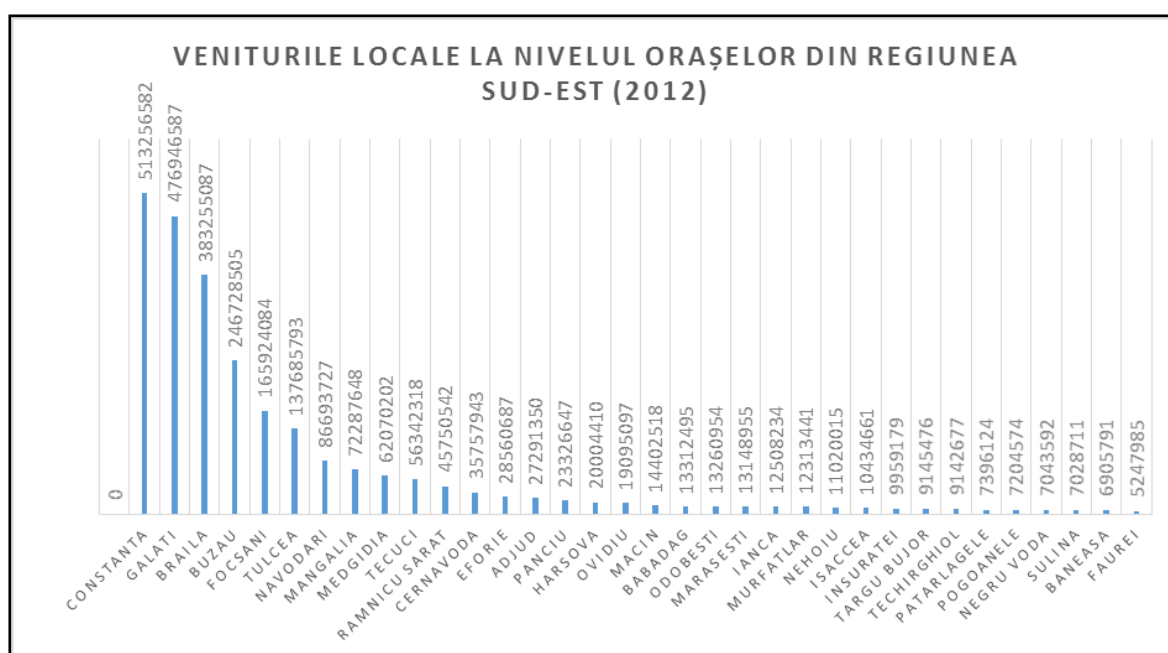 VENITURILE LOCALE LA NIVELUL ORAȘELOR DIN REGIUNEA
SUD-EST (2012)
0
513256582
476946587
383255087
246728505
165924084
137685793
86693727
72287648
62070202
56342318
45750542
35757943
28560687
27291350
23326647
20004410
19095097
14402518
13312495
13260954
13148955
12508234
12313441
11020015
10434661
9959179
9145476
9142677
7396124
7204574
7043592
7028711
6905791
5247985
CONSTANTA
GALATI
BRAILA
BUZAU
FOCSANI
TULCEA
NAVODARI
MANGALIA
MEDGIDIA
TECUCI
RAMNICU SARAT
CERNAVODA
EFORIE
ADJUD
PANCIU
HARSOVA
OVIDIU
MACIN
BABADAG
ODOBESTI
MARASESTI
IANCA
MURFATLAR
NEHOIU
ISACCEA
INSURATEI
TARGU BUJOR
TECHIRGHIOL
PATARLAGELE
POGOANELE
NEGRU VODA
SULINA
BANEASA
FAUREI